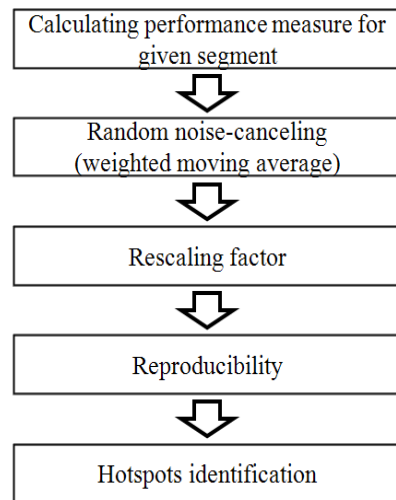 Calculating performance measure for
given segment
Random noise-canceling
(weighted moving average)
Rescaling factor
Reproducibility
Hotspots identification